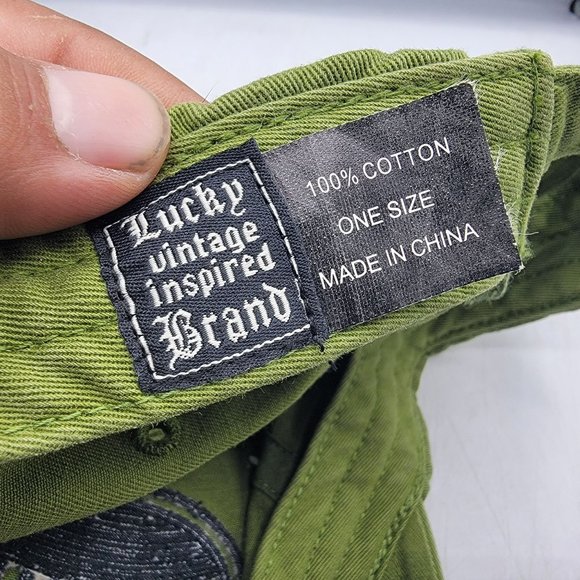 Lucky
vintage
inspired
Brand
100% COTTON
ONE SIZE
MADE IN CHINA